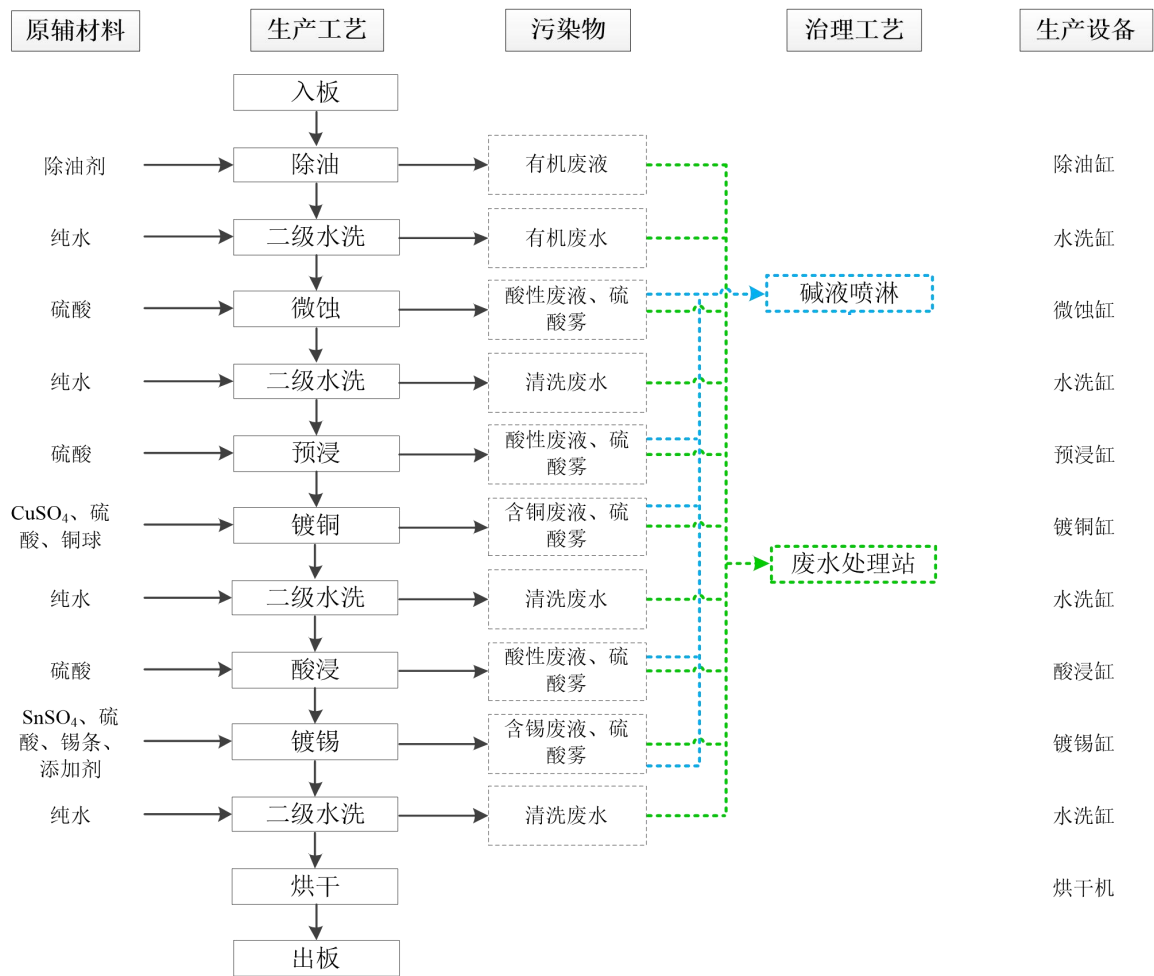 原辅材料 生产工艺 污染物 治理工艺 生产设备
入板
除油剂 除油 有机废液 除油缸
纯水 二级水洗 有机废水 水洗缸
硫酸 微蚀 酸性废液、硫
酸雾 碱液喷淋 微蚀缸
纯水 二级水洗 清洗废水 水洗缸
硫酸 预浸 酸性废液、硫
酸雾 预浸缸
CuSO₄、硫
酸、铜球 镀铜 含铜废液、硫
酸雾 镀铜缸
废水处理站
纯水 二级水洗 清洗废水 水洗缸
硫酸 酸浸 酸性废液、硫
酸雾 酸浸缸
SnSO₄、硫
酸、锡条、
添加剂 镀锡 含锡废液、硫
酸雾 镀锡缸
纯水 二级水洗 清洗废水 水洗缸
烘干 烘干机
出板